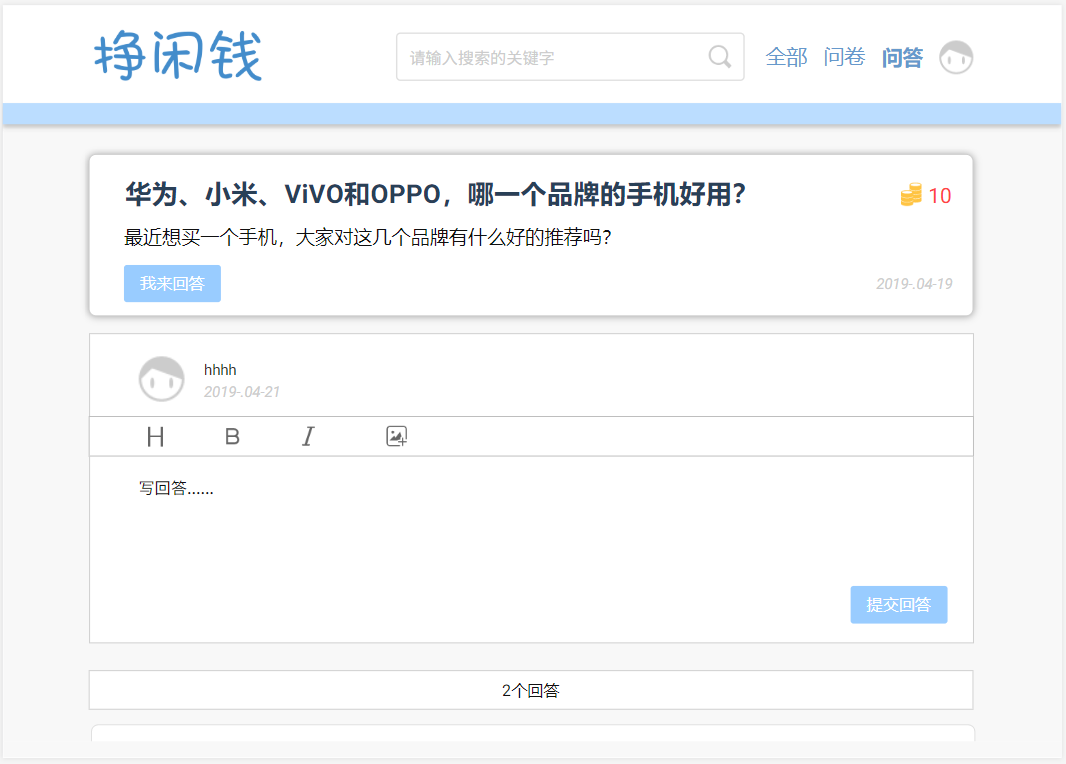 挣闲钱
请输入搜索的关键字
全部 问卷 问答
华为、小米、ViVO和OPPO，哪一个品牌的手机好用？
10
最近想买一个手机，大家对这几个品牌有什么好的推荐吗？
我来回答
2019-.04-19
hhhh
2019-.04-21
H B I
写回答......
提交回答
2个回答